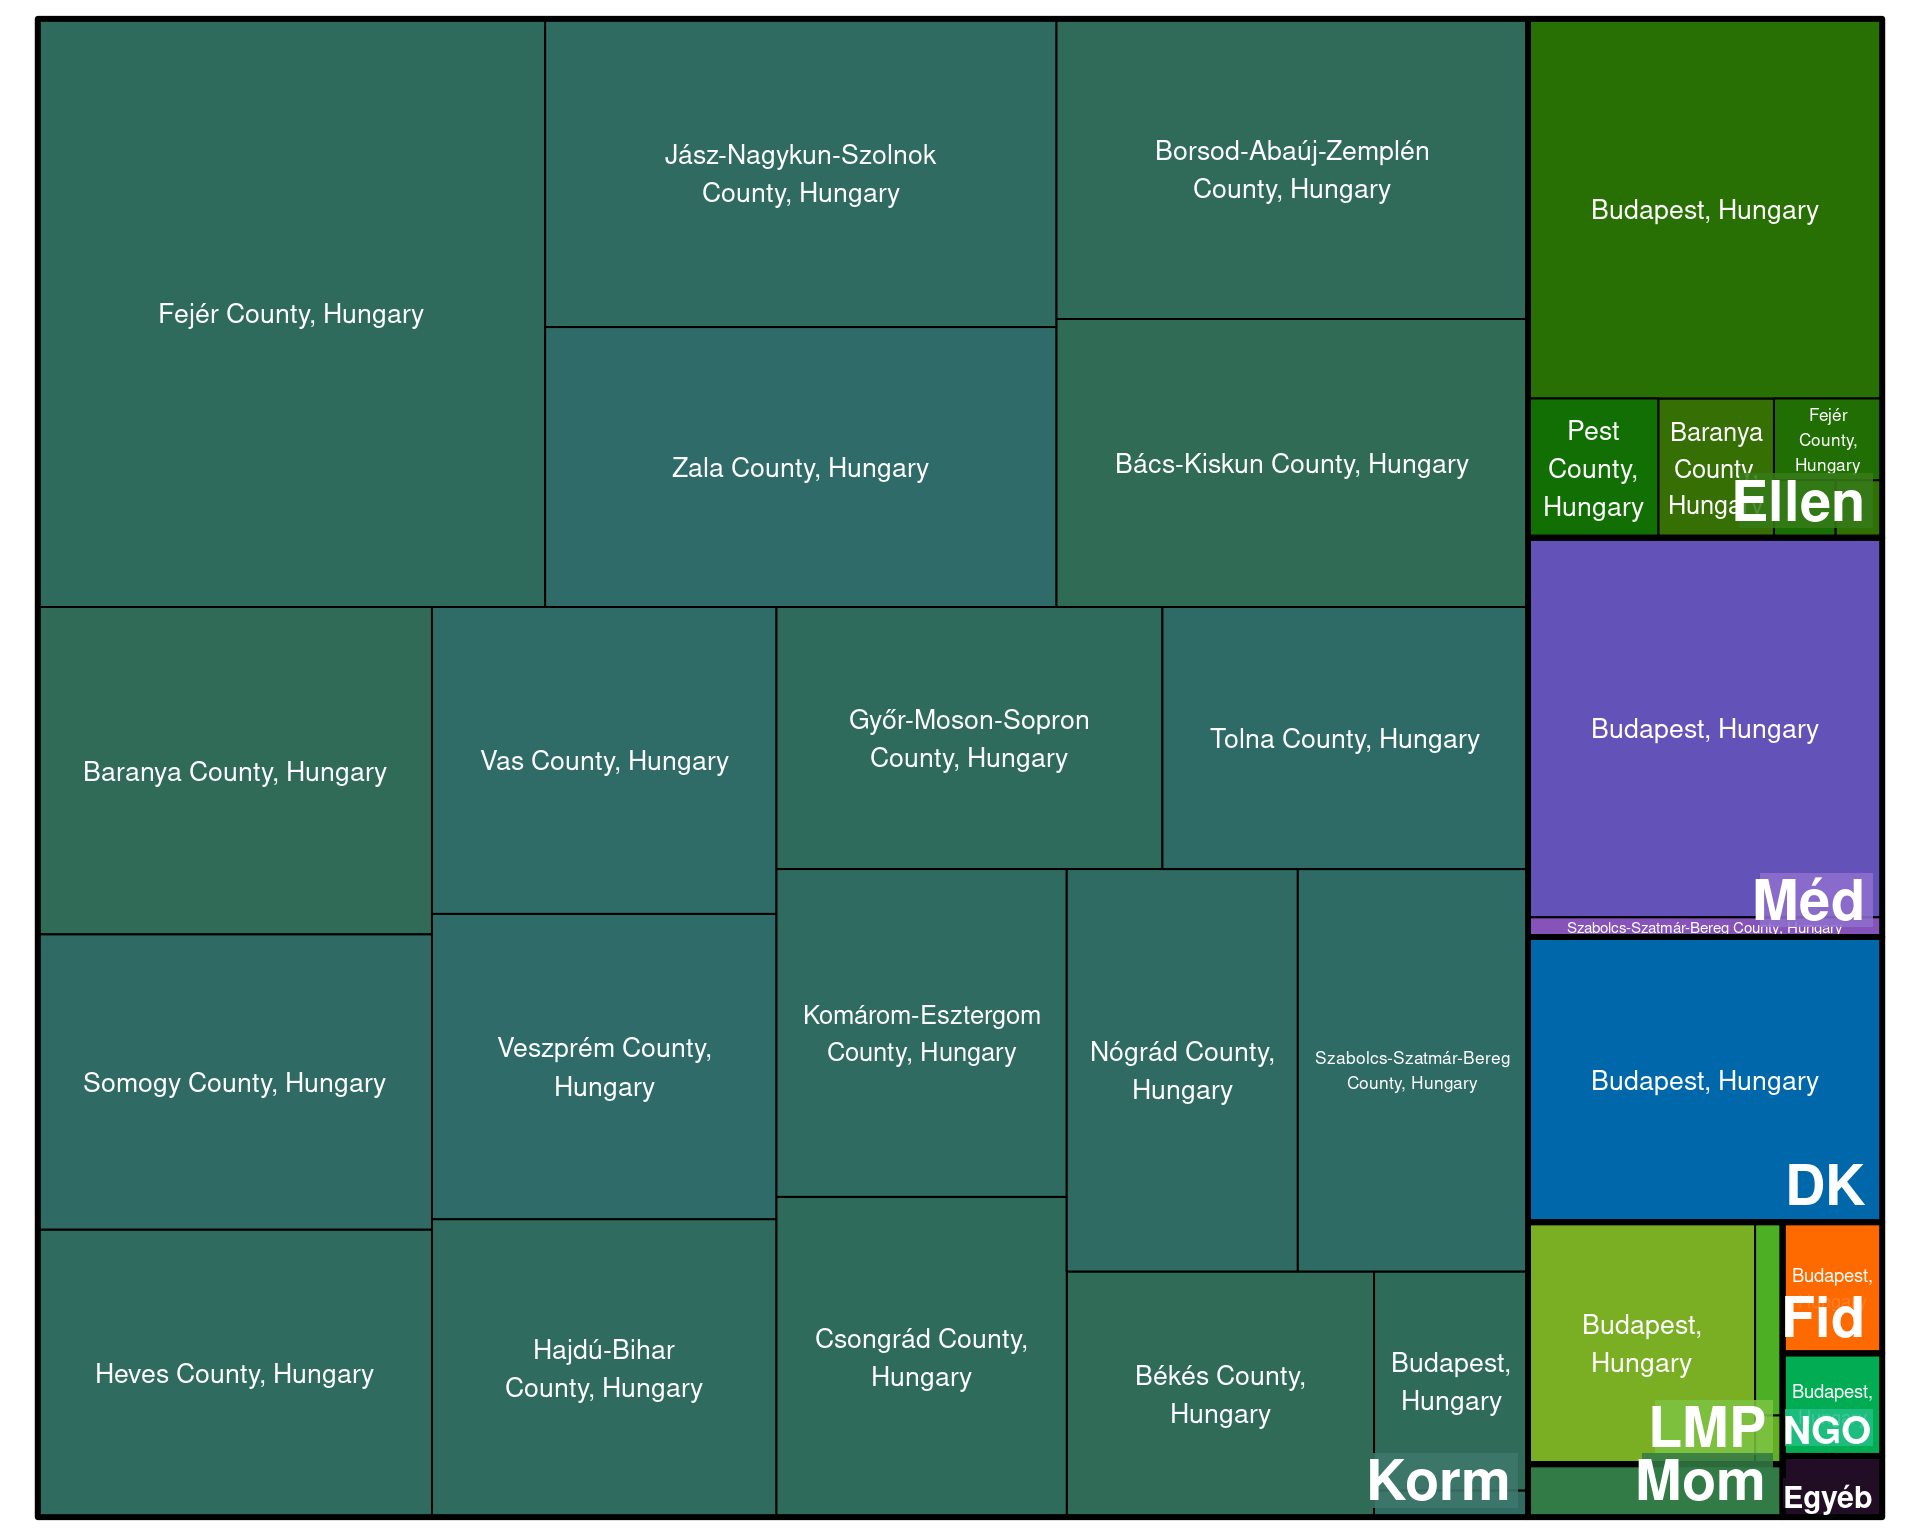 Fejér County, Hungary
Jász-Nagykun-Szolnok
County, Hungary
Borsod-Abaúj-Zemplén
County, Hungary
Zala County, Hungary
Bács-Kiskun County, Hungary
Baranya County, Hungary
Vas County, Hungary
Győr-Moson-Sopron
County, Hungary
Tolna County, Hungary
Somogy County, Hungary
Veszprém County,
Hungary
Komárom-Esztergom
County, Hungary
Nógrád County,
Hungary
Szabolcs-Szatmár-Bereg
County, Hungary
Heves County, Hungary
Hajdú-Bihar
County, Hungary
Csongrád County,
Hungary
Békés County,
Hungary
Budapest,
Hungary
Korm
Budapest, Hungary
Pest
County,
Hungary
Baranya
County,
Fejér
County,
Hungary
Ellen
Budapest, Hungary
Szabolcs-Szatmár-Bereg County, Hungary
Méd
Budapest, Hungary
DK
Budapest,
Hungary
LMP
Mom
Budapest,
Fid
Budapest,
NGO
Egyéb